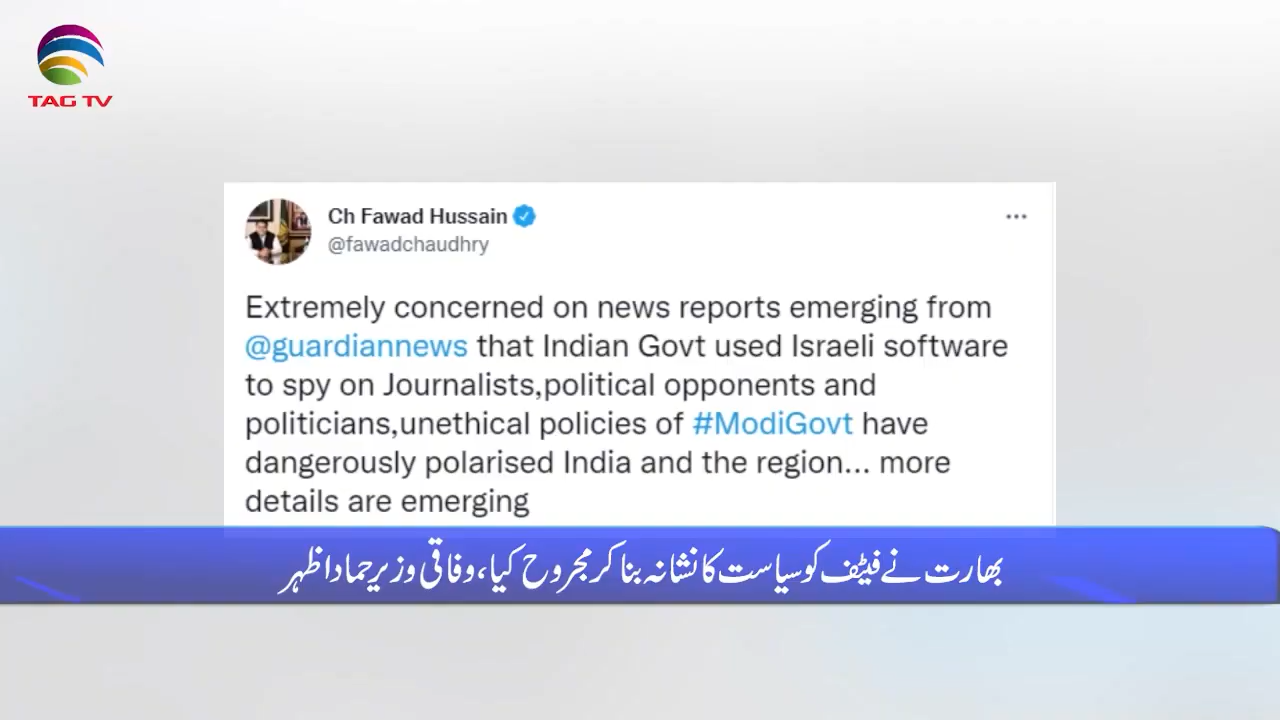 TAG TV
Ch Fawad Hussain
@fawadchaudhry
Extremely concerned on news reports emerging from
@guardiannews that Indian Govt used Israeli software
to spy on Journalists,political opponents and
politicians,unethical policies of #ModiGovt have
dangerously polarised India and the region... more
details are emerging
بھارت نے فیٹف کو سیاست کا نشانہ بنا کر مجروح کیا، وفاقی وزیر حماد اظہر